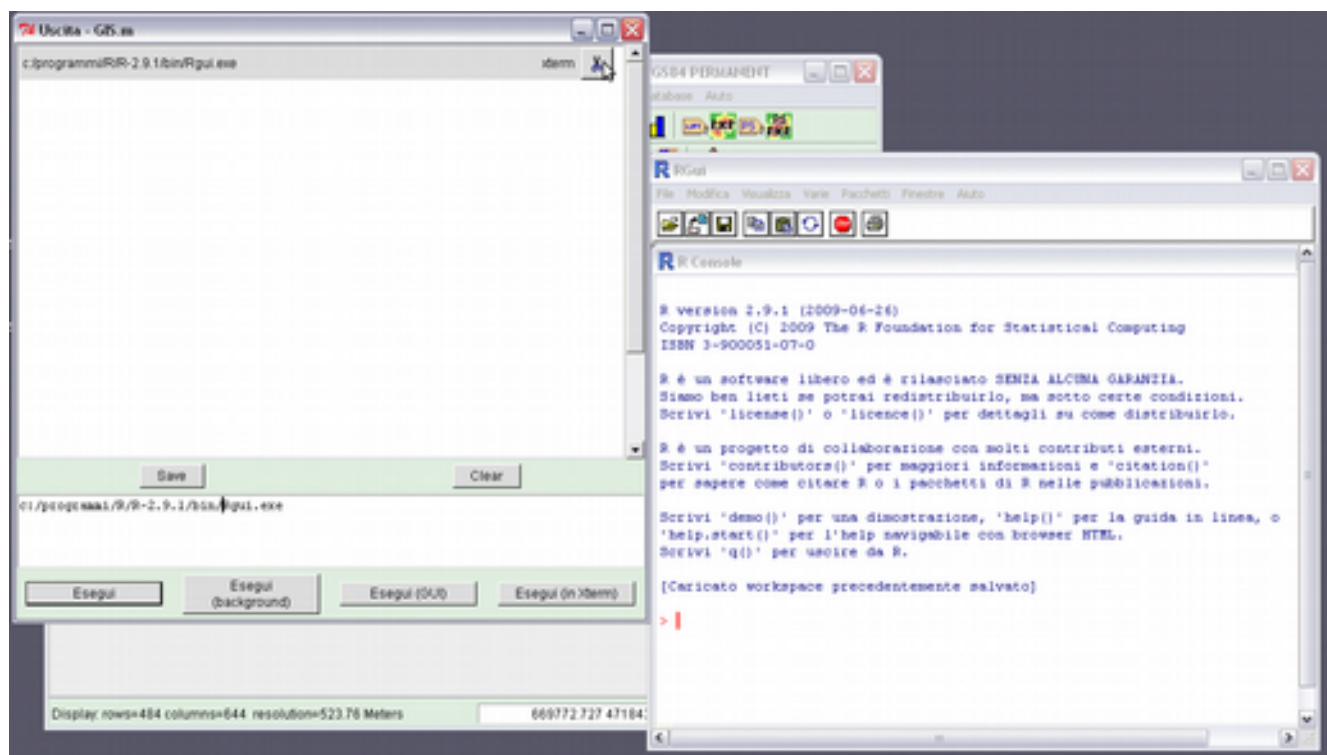 Uscita - GIS.m
c:/programmi/R/R-2.9.1/bin/Rgui.exe
xterm
Save
Clear
c:/programmi/R/R-2.9.1/bin/Rgui.exe
Esegui
Esegui
(background)
Esegui (GUI)
Esegui (in Xterm)
Display: rows=484 columns=644 resolution=523.76 Meters
669772.727 47184
GS84 PERMANENT
atabase Aiuto
RGui
File Modifica Visualizza Varie Pacchetti Finestre Aiuto
STOP
R Console
R version 2.9.1 (2009-06-26)
Copyright (C) 2009 The R Foundation for Statistical Computing
ISBN 3-900051-07-0
R è un software libero ed è rilasciato SENZA ALCUNA GARANZIA.
Siamo ben lieti se potrai redistribuirlo, ma sotto certe condizioni.
Scrivi 'license()' o 'licence()' per dettagli su come distribuirlo.
R è un progetto di collaborazione con molti contributi esterni.
Scrivi 'contributors()' per maggiori informazioni e 'citation()'
per sapere come citare R o i pacchetti di R nelle pubblicazioni.
Scrivi 'demo()' per una dimostrazione, 'help()' per la guida in linea, o
'help.start()' per l'help navigabile con browser HTML.
Scrivi 'q()' per uscire da R.
[Caricato workspace precedentemente salvato]
>